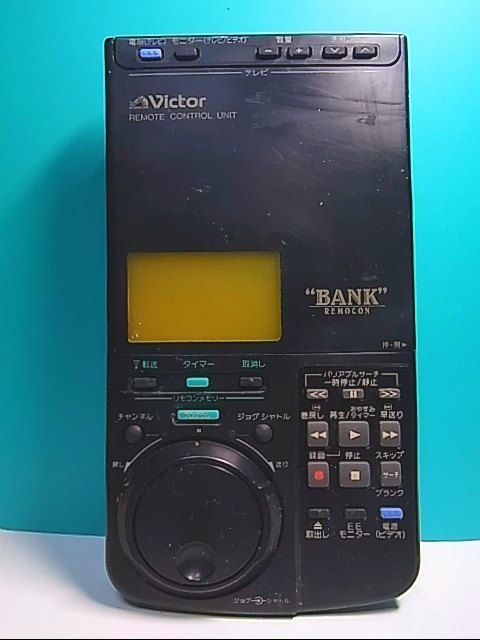 電源(テレビ) モニター(テレビ/ビデオ) 音量
− +
テレビ
Victor
REMOTE CONTROL UNIT
"BANK"
REMOCON
押-開▶
転送 タイマー 取消し
リモコンメモリー
チャンネル ジョグシャトル
戻し 送り
ジョグ シャトル
バリアブルサーチ
一時停止/静止
巻戻し 再生/おやすみタイマー 早送り
録画 停止 スキップ
サーチ
ブランク
取出し EEモニター 電源(ビデオ)